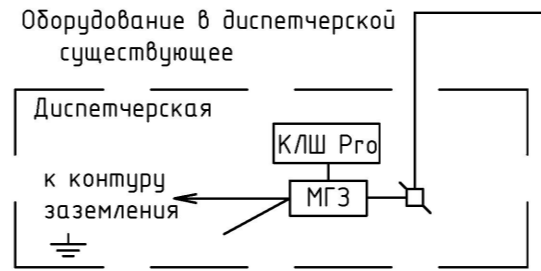 Оборудование в диспетчерской
существующее
Диспетчерская
КЛШ Pro
к контуру
заземления
МГЗ